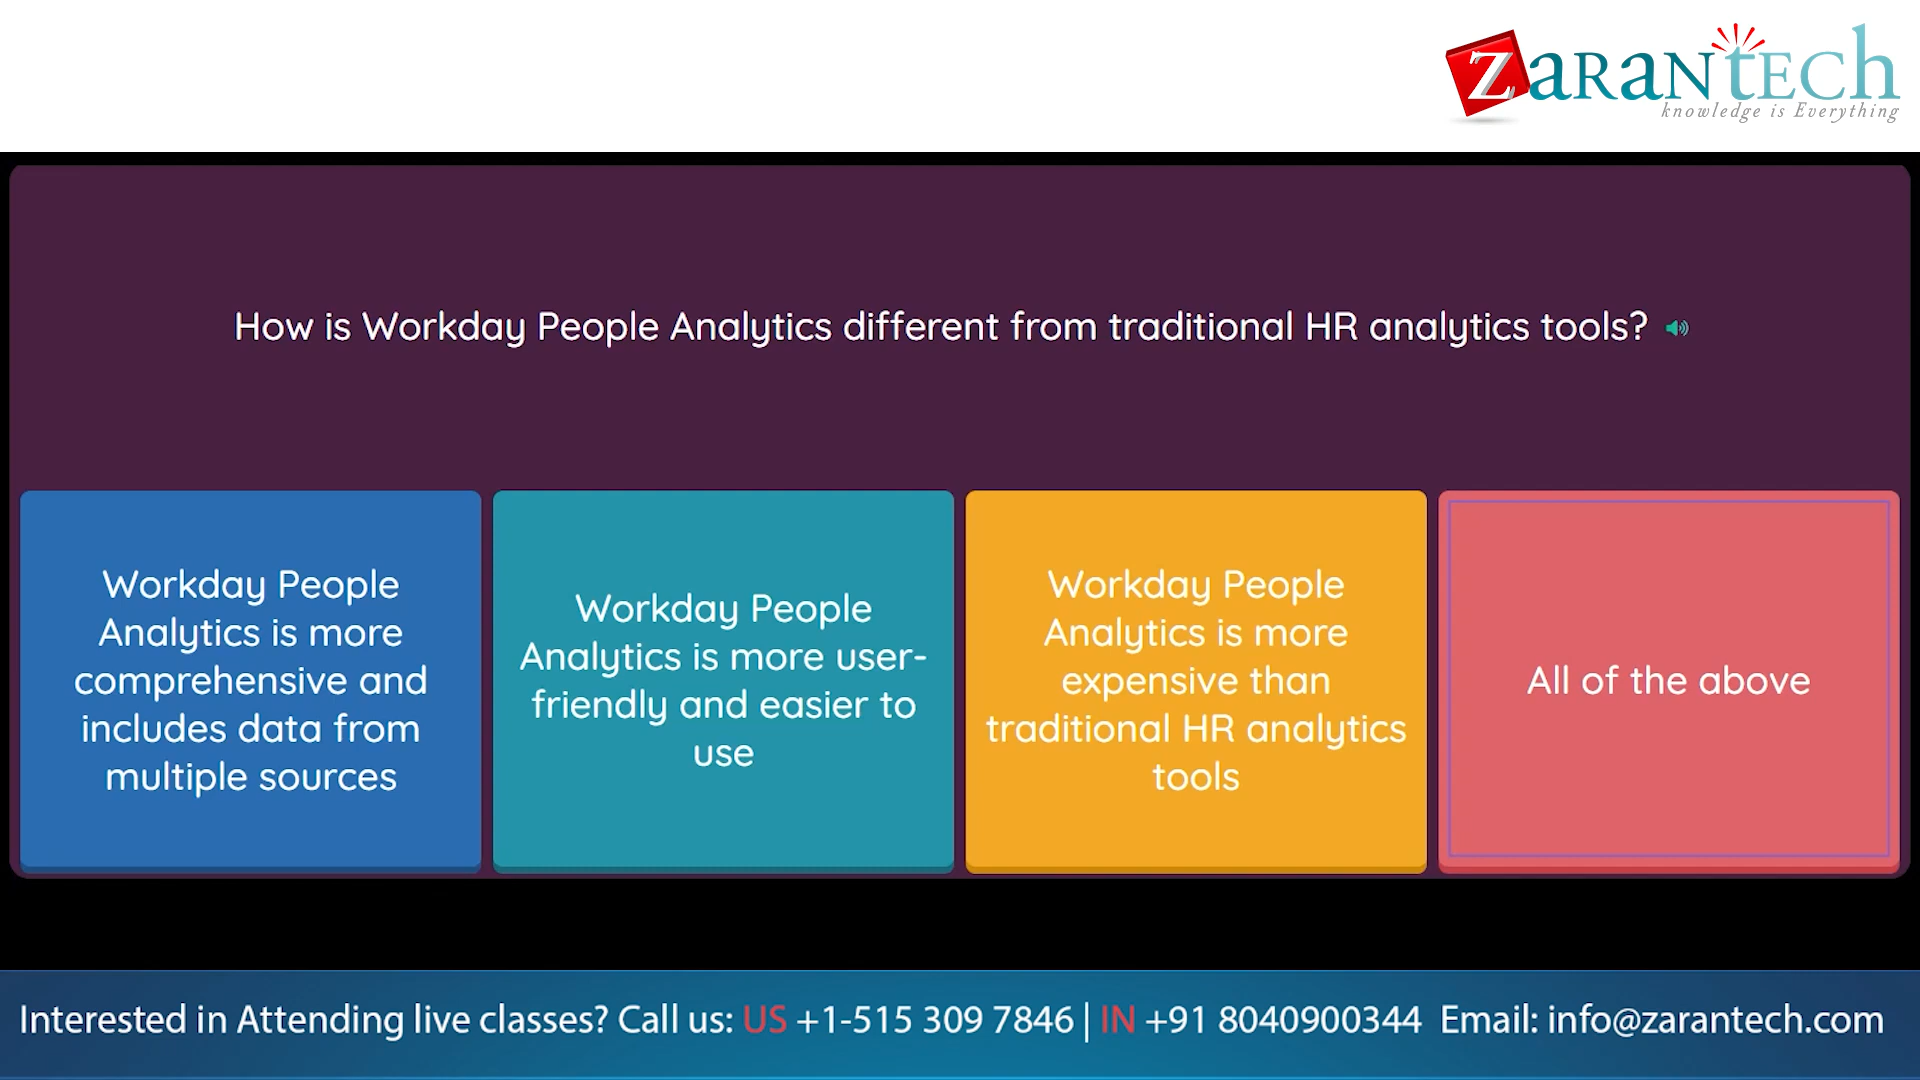 ZaranTech
knowledge is Everything
How is Workday People Analytics different from traditional HR analytics tools?
Workday People
Analytics is more
comprehensive and
includes data from
multiple sources
Workday People
Analytics is more user-
friendly and easier to
use
Workday People
Analytics is more
expensive than
traditional HR analytics
tools
All of the above
Interested in Attending live classes? Call us: US +1-515 309 7846 | IN +91 8040900344 Email: info@zarantech.com